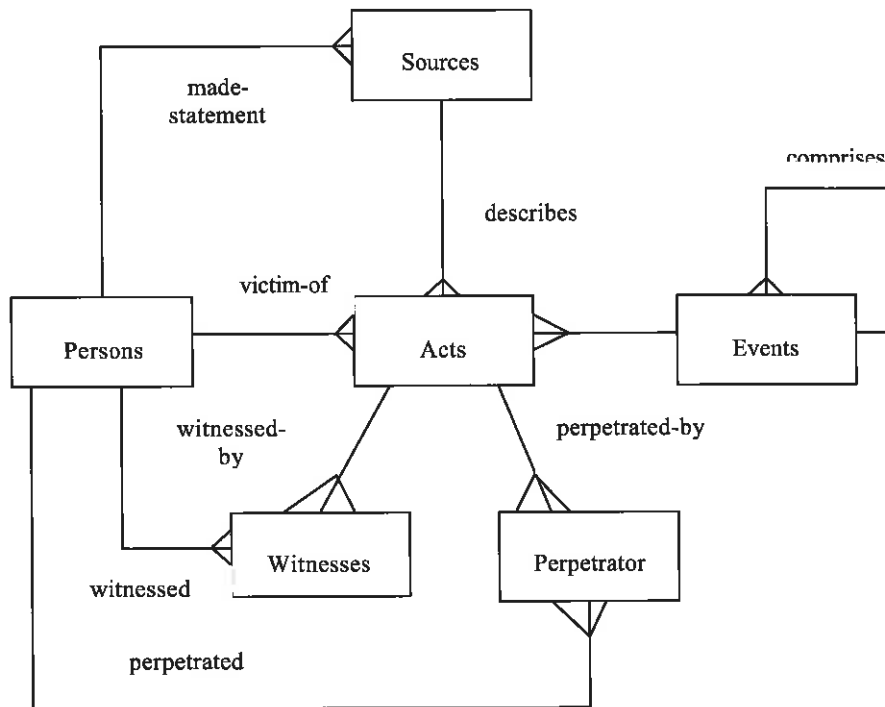 Sources
made-
statement
comprises
describes
victim-of
Persons
Acts
Events
witnessed-
by
perpetrated-by
Witnesses
Perpetrator
witnessed
perpetrated